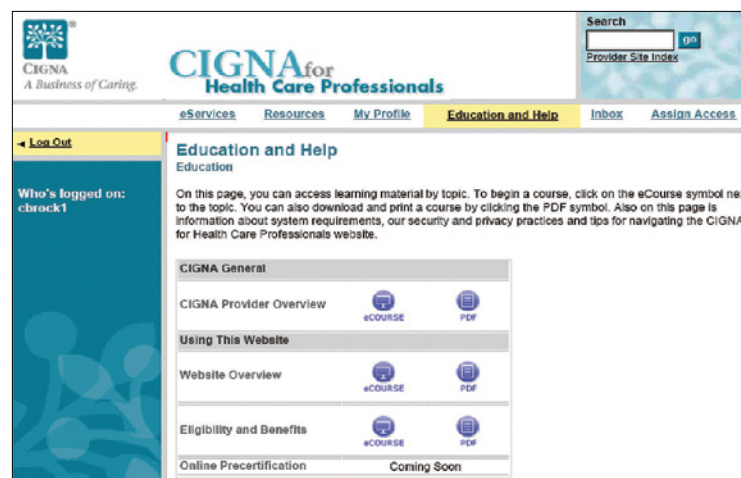 CIGNA
A Business of Caring.
CIGNA for
Health Care Professionals
Search
go
Provider Site Index
eServices Resources My Profile Education and Help Inbox Assign Access
Log Out
Who's logged on:
cbrock1
Education and Help
Education
On this page, you can access learning material by topic. To begin a course, click on the eCourse symbol
to the topic. You can also download and print a course by clicking the PDF symbol. Also on this page is
information about system requirements, our security and privacy practices and tips for navigating the CIGNA
for Health Care Professionals website.
CIGNA General
CIGNA Provider Overview eCOURSE PDF
Using This Website
Website Overview eCOURSE PDF
Eligibility and Benefits eCOURSE PDF
Online Precertification Coming Soon